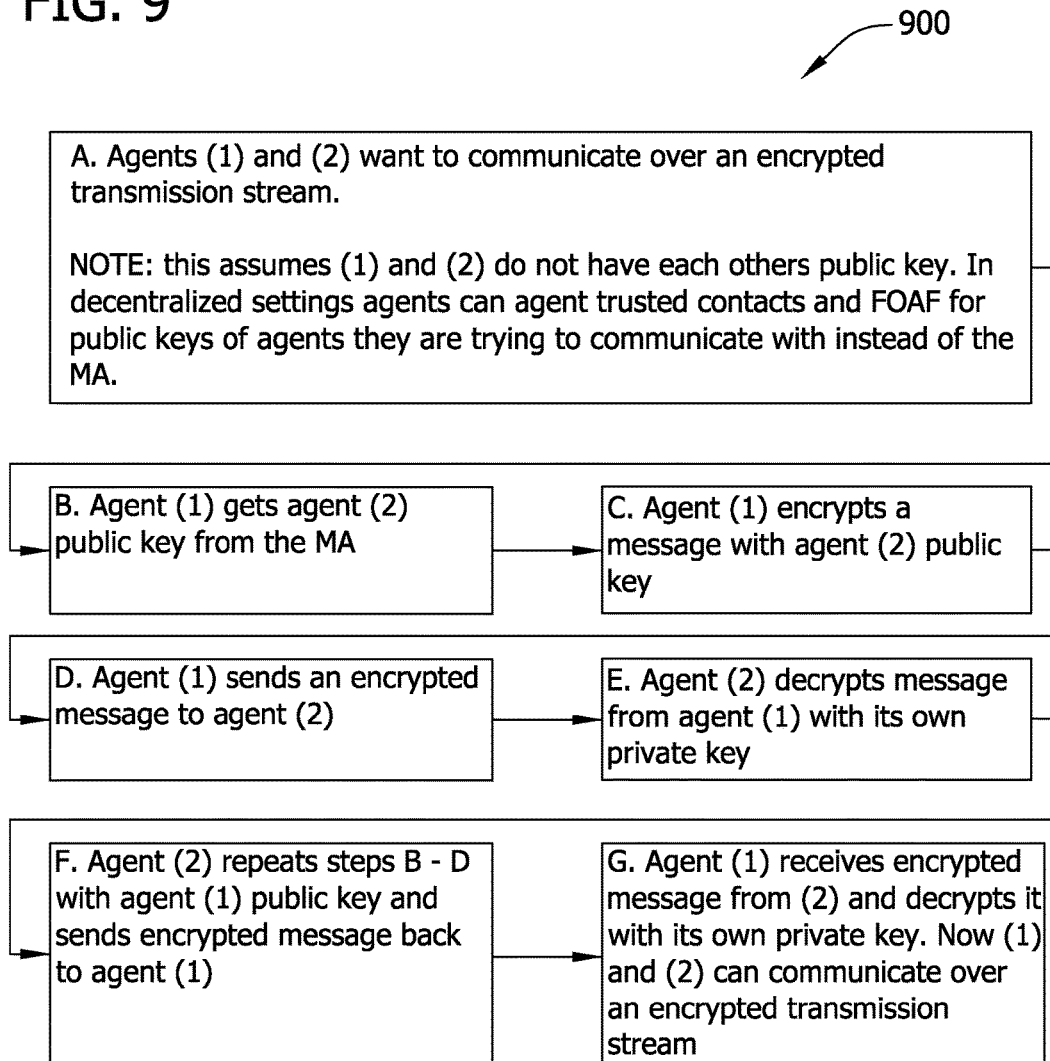 FIG. 9
900
A. Agents (1) and (2) want to communicate over an encrypted
transmission stream.
NOTE: this assumes (1) and (2) do not have each others public key. In
decentralized settings agents can agent trusted contacts and FOAF for
public keys of agents they are trying to communicate with instead of the
MA.
B. Agent (1) gets agent (2)
public key from the MA
C. Agent (1) encrypts a
message with agent (2) public
key
D. Agent (1) sends an encrypted
message to agent (2)
E. Agent (2) decrypts message
from agent (1) with its own
private key
F. Agent (2) repeats steps B - D
with agent (1) public key and
sends encrypted message back
to agent (1)
G. Agent (1) receives encrypted
message from (2) and decrypts it
with its own private key. Now (1)
and (2) can communicate over
an encrypted transmission
stream